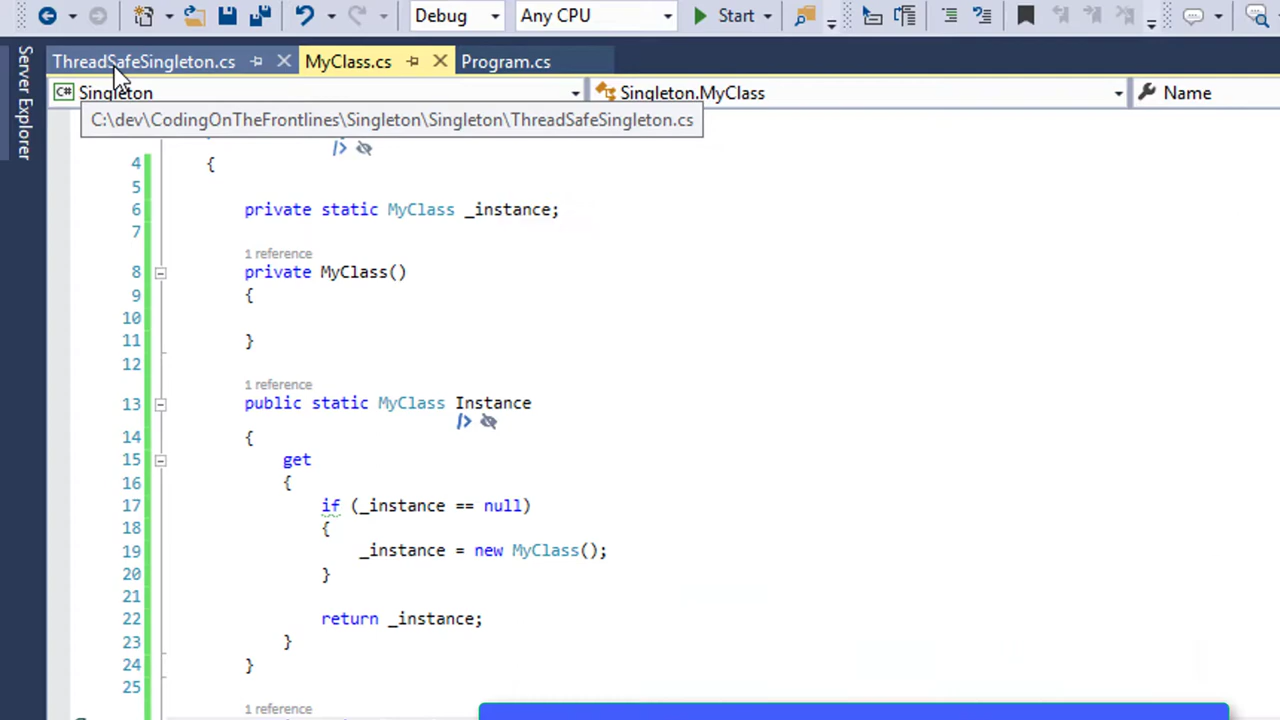 Debug Any CPU Start
Server Explorer
ThreadSafeSingleton.cs MyClass.cs Program.cs
C# Singleton Singleton.MyClass Name
C:\dev\CodingOnTheFrontlines\Singleton\Singleton\ThreadSafeSingleton.cs
4 {
5
6 private static MyClass _instance;
7
1 reference
8 private MyClass()
9 {
10
11 }
12
1 reference
13 public static MyClass Instance
14 {
15 get
16 {
17 if (_instance == null)
18 {
19 _instance = new MyClass();
20 }
21
22 return _instance;
23 }
24 }
25
1 reference